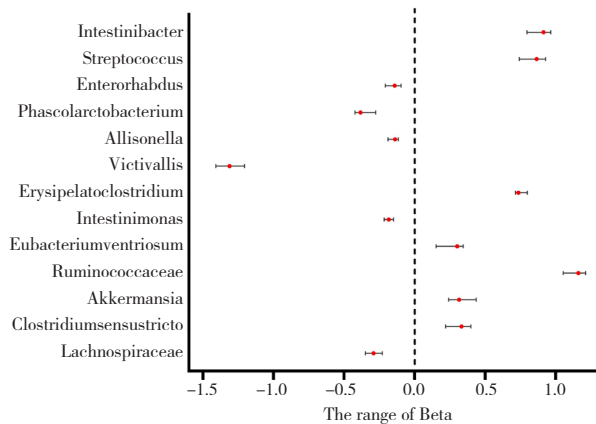 Intestinibacter
Streptococcus
Enterorhabdus
Phascolarctobacterium
Allisonella
Victivallis
Erysipelatoclostridium
Intestinimonas
Eubacteriumventriosum
Ruminococcaceae
Akkermansia
Clostridiumsensustricto
Lachnospiraceae
−1.5 −1.0 −0.5 0.0 0.5 1.0
The range of Beta